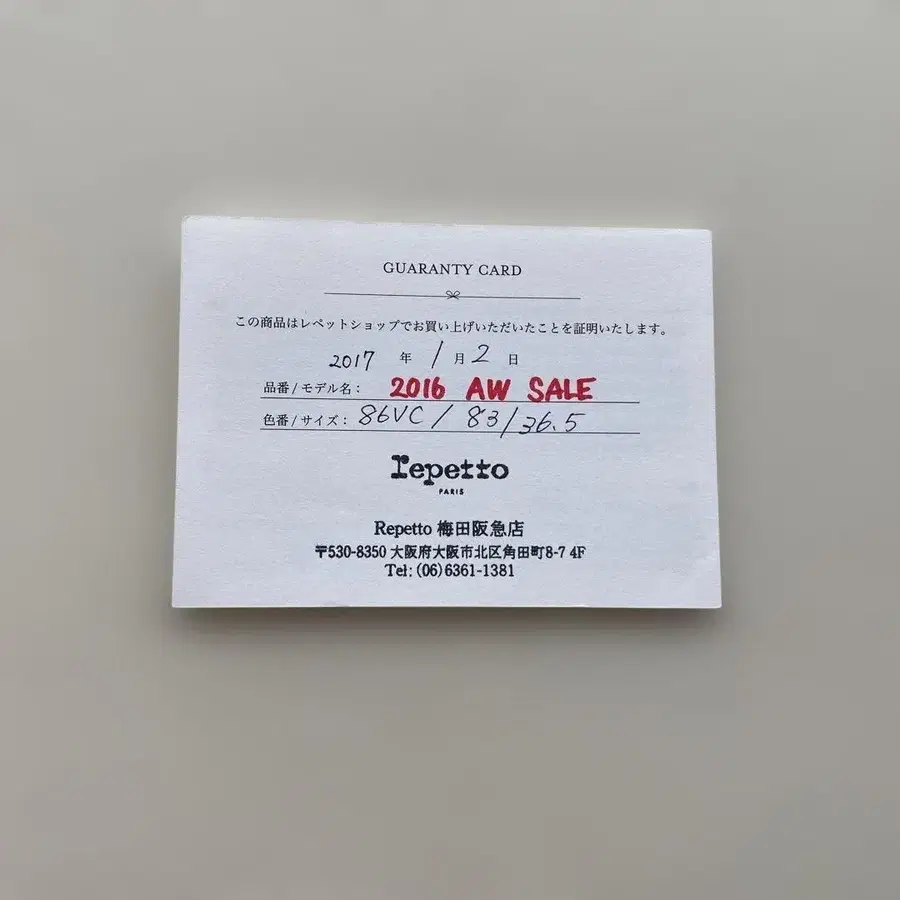 GUARANTY CARD
この商品はレペットショップでお買い上げいただいたことを証明いたします。
2017 年 1 月 2 日
品番/モデル名: 2016 AW SALE
色番/サイズ: 86VC / 83/36.5
repetto
PARIS
Repetto 梅田阪急店
〒530-8350 大阪府大阪市北区角田町8-7 4F
Tel: (06)6361-1381